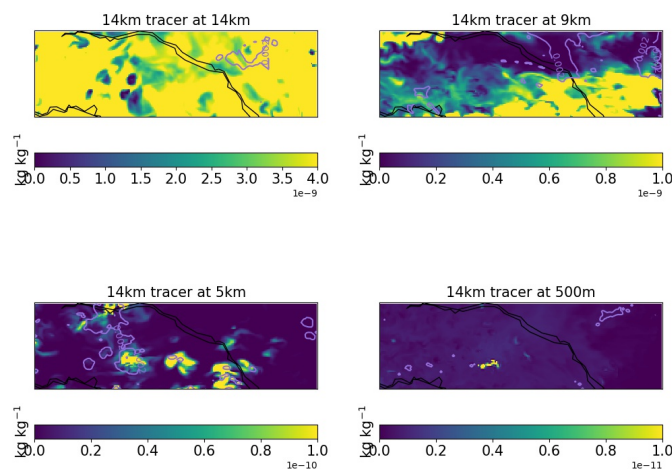 14km tracer at 14km
kg kg⁻¹
0.0 0.5 1.0 1.5 2.0 2.5 3.0 3.5 4.0
1e−9
14km tracer at 9km
kg kg⁻¹
0.0 0.2 0.4 0.6 0.8 1.0
1e−9
14km tracer at 5km
kg kg⁻¹
0.0 0.2 0.4 0.6 0.8 1.0
1e−10
14km tracer at 500m
kg kg⁻¹
0.0 0.2 0.4 0.6 0.8 1.0
1e−11